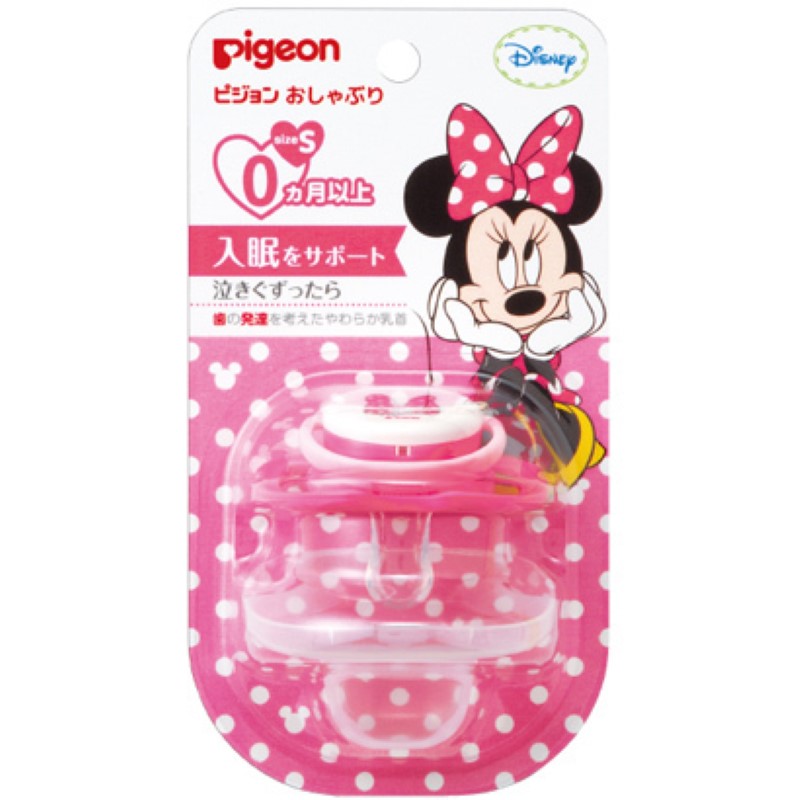 Pigeon
Disney
ピジョン おしゃぶり
size S
0ヵ月以上
入眠をサポート
泣きぐずったら
歯の発達を考えたやわらか乳首